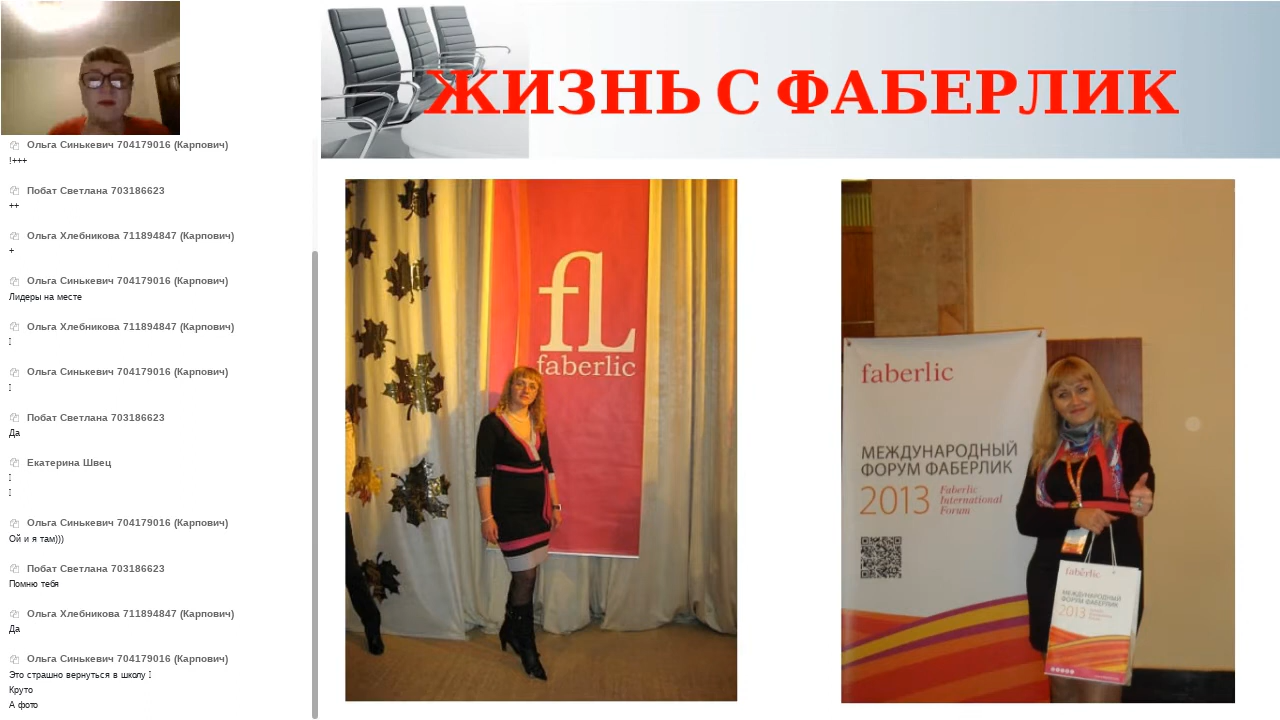 Ольга Синькевич 704179016 (Карпович)
!+++
Побат Светлана 703186623
++
Ольга Хлебникова 711894847 (Карпович)
+
Ольга Синькевич 704179016 (Карпович)
Лидеры на месте
Ольга Хлебникова 711894847 (Карпович)
Ольга Синькевич 704179016 (Карпович)
Побат Светлана 703186623
Да
Екатерина Швец
Ольга Синькевич 704179016 (Карпович)
Ой и я там)))
Побат Светлана 703186623
Помню тебя
Ольга Хлебникова 711894847 (Карпович)
Да
Ольга Синькевич 704179016 (Карпович)
Это страшно вернуться в школу
Круто
А фото
ЖИЗНЬ С ФАБЕРЛИК
fL
faberlic
faberlic
МЕЖДУНАРОДНЫЙ
ФОРУМ ФАБЕРЛИК
2013
Faberlic
International
Forum
faberlic
МЕЖДУНАРОДНЫЙ
ФОРУМ ФАБЕРЛИК
2013